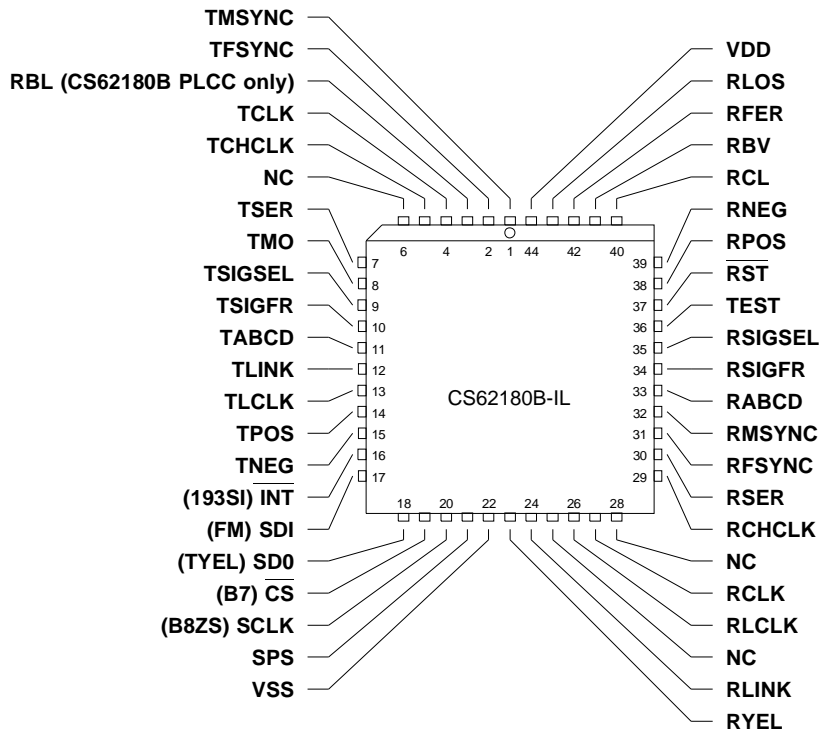 TMSYNC
TFSYNC
RBL (CS62180B PLCC only)
TCLK
TCHCLK
NC
TSER
TMO
TSIGSEL
TSIGFR
TABCD
TLINK
TLCLK
TPOS
TNEG
(193SI) INT
(FM) SDI
(TYEL) SD0
(B7) CS
(B8ZS) SCLK
SPS
VSS
6 4 2 1 44 42 40
7
8
9
10
11
12
13
14
15
16
17
CS62180B-IL
39
38
37
36
35
34
33
32
31
30
29
18 20 22 24 26 28
VDD
RLOS
RFER
RBV
RCL
RNEG
RPOS
RST
TEST
RSIGSEL
RSIGFR
RABCD
RMSYNC
RFSYNC
RSER
RCHCLK
NC
RCLK
RLCLK
NC
RLINK
RYEL